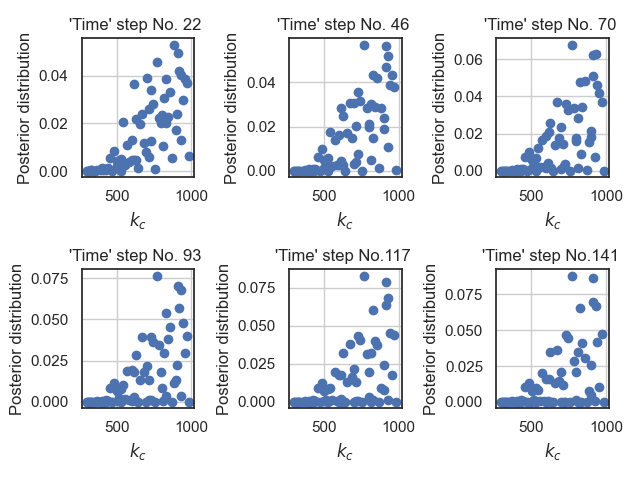 'Time' step No. 22
'Time' step No. 46
'Time' step No. 70
Posterior distribution
0.04
0.02
0.00
500
1000
k_c
Posterior distribution
0.04
0.02
0.00
500
1000
k_c
Posterior distribution
0.06
0.04
0.02
0.00
500
1000
k_c
'Time' step No. 93
'Time' step No.117
'Time' step No.141
Posterior distribution
0.075
0.050
0.025
0.000
500
1000
k_c
Posterior distribution
0.075
0.050
0.025
0.000
500
1000
k_c
Posterior distribution
0.075
0.050
0.025
0.000
500
1000
k_c